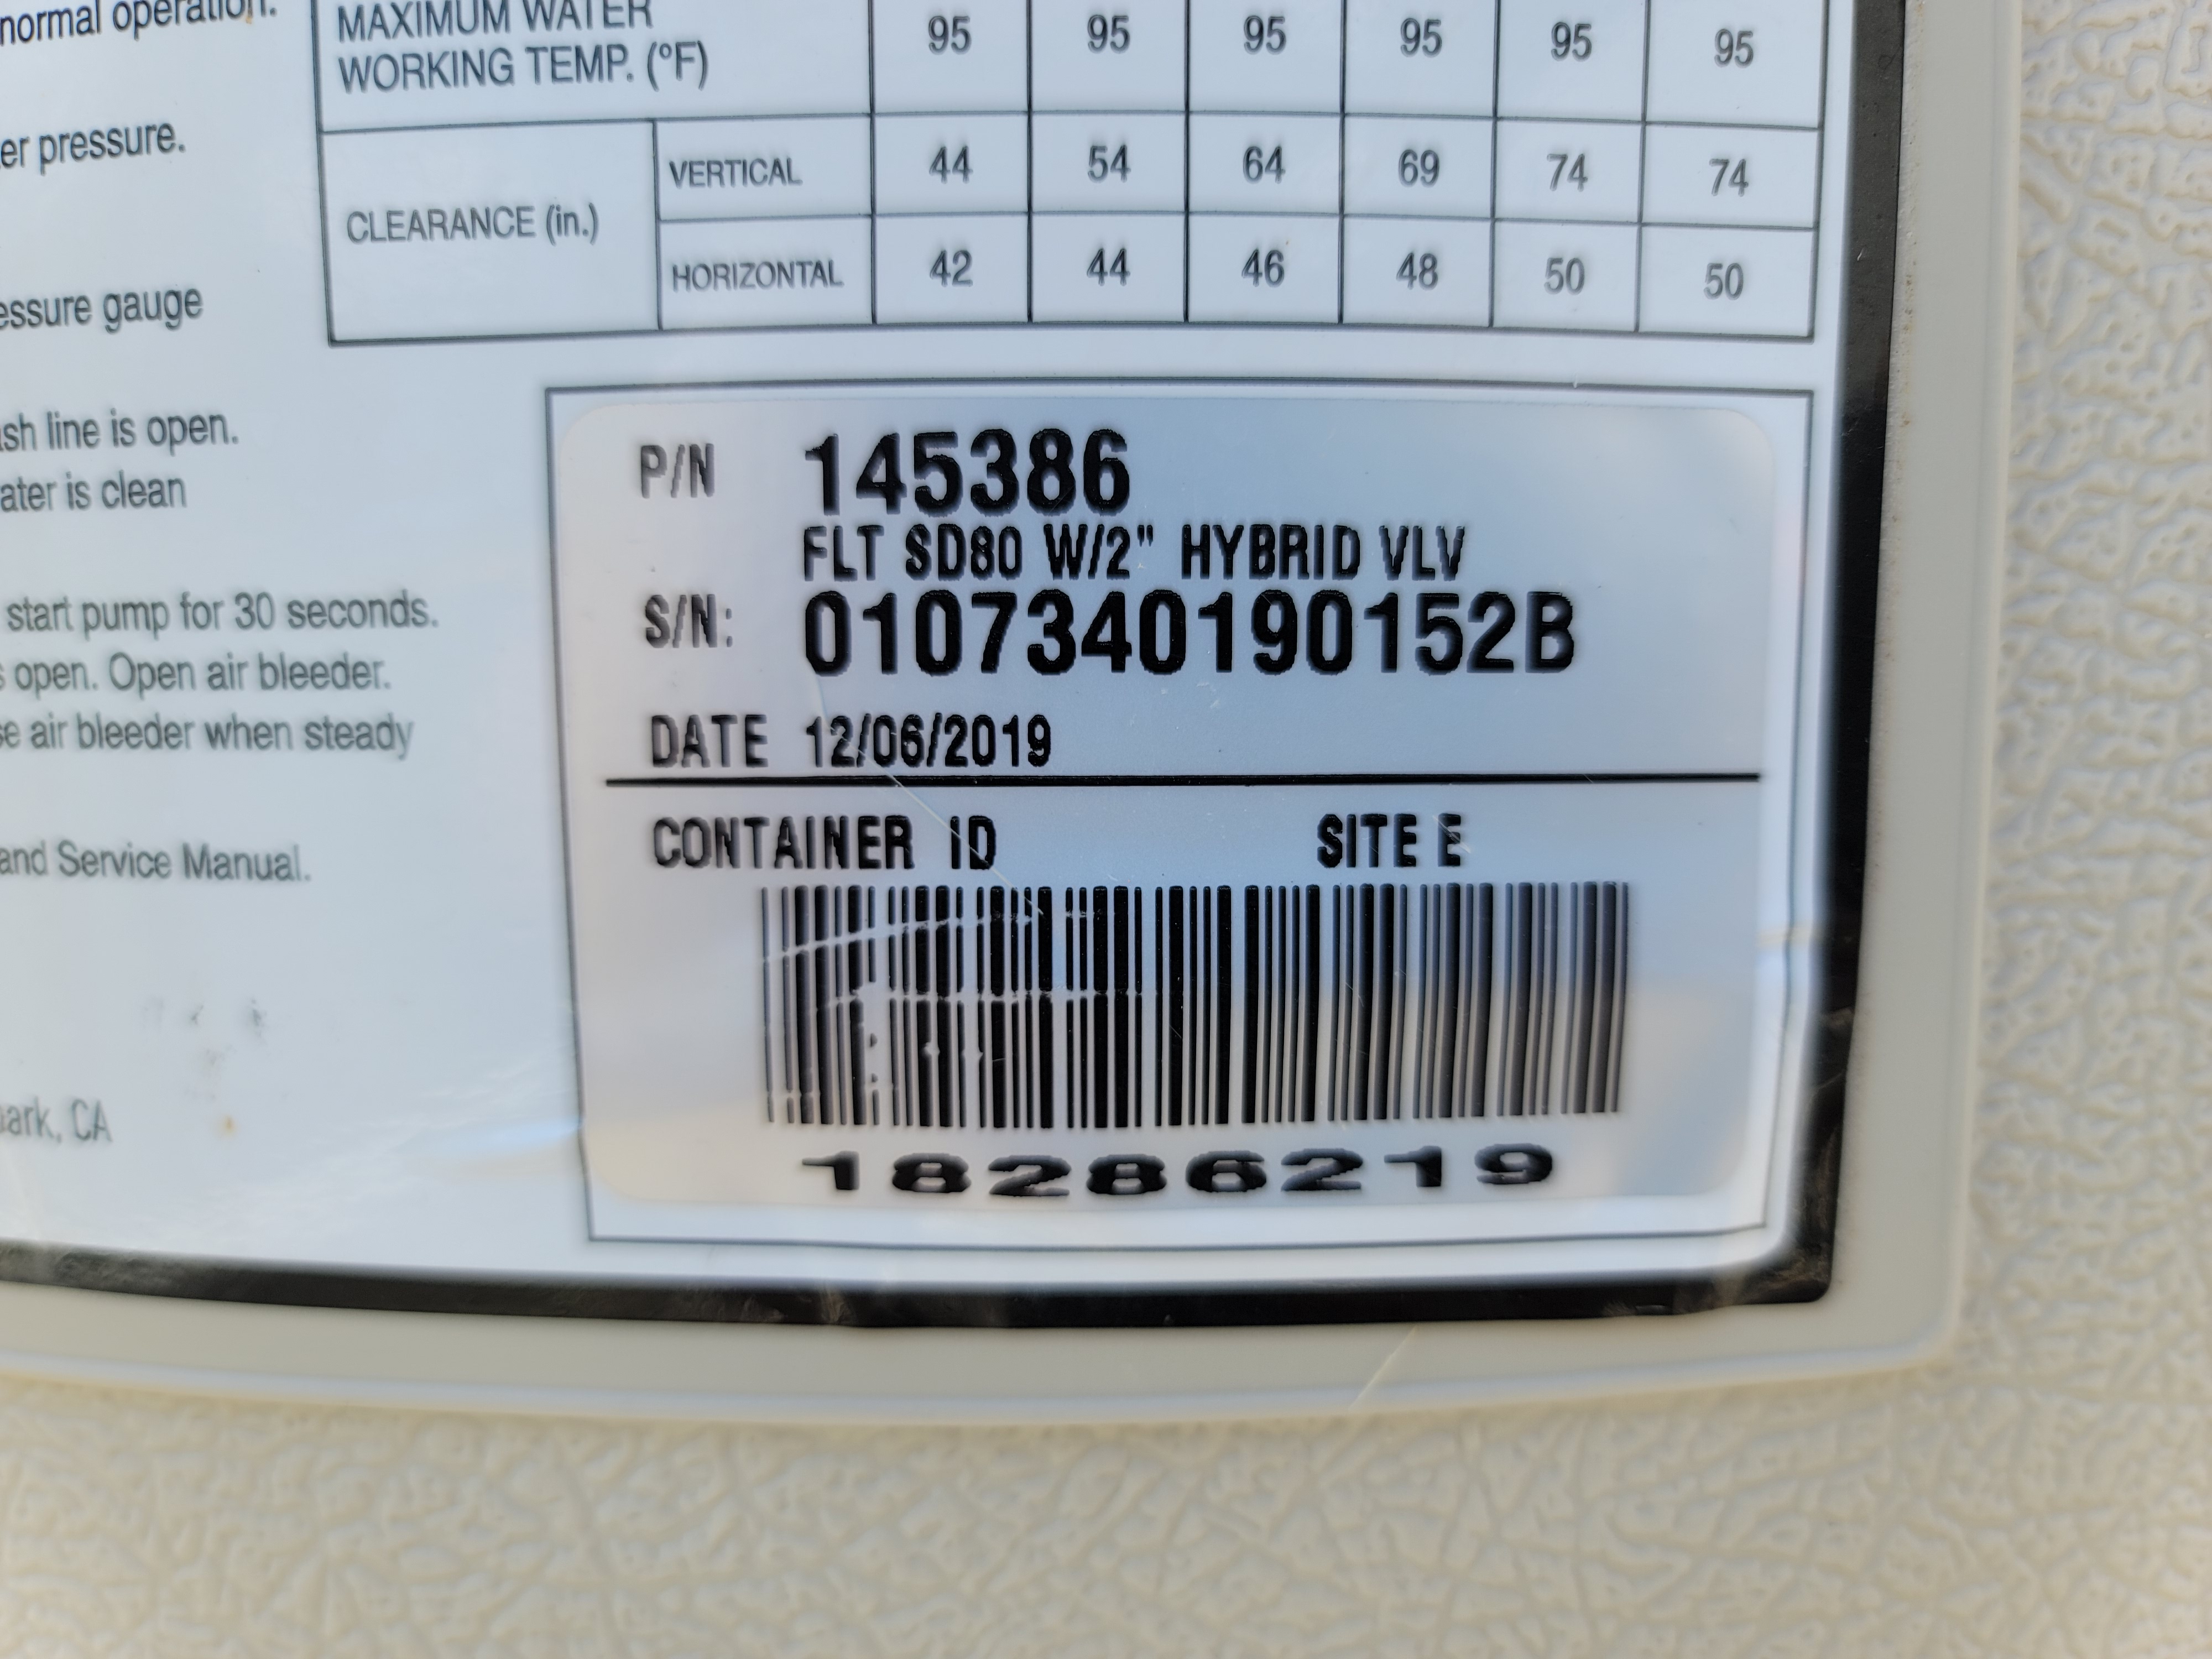 normal operation.
er pressure.
essure gauge
sh line is open.
ater is clean
start pump for 30 seconds.
s open. Open air bleeder.
se air bleeder when steady
and Service Manual.
park, CA
MAXIMUM WATER
WORKING TEMP. (°F) 95 95 95 95 95 95
CLEARANCE (in.)
VERTICAL 44 54 64 69 74 74
HORIZONTAL 42 44 46 48 50 50
P/N 145386
FLT SD80 W/2" HYBRID VLV
S/N: 0107340190152B
DATE 12/06/2019
CONTAINER ID SITE E
18286219